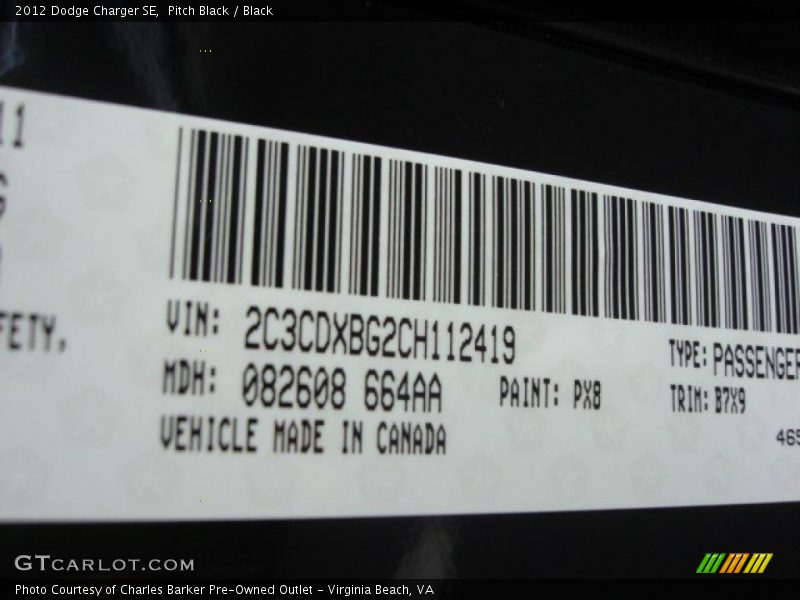 2012 Dodge Charger SE,  Pitch Black / Black
11
FETY,
VIN: 2C3CDXBG2CH112419
TYPE: PASSENGER
MDH: 082608 664AA
PAINT: PX8
TRIM: B7X9
VEHICLE MADE IN CANADA
465
GTCARLOT.COM
Photo Courtesy of Charles Barker Pre-Owned Outlet - Virginia Beach, VA